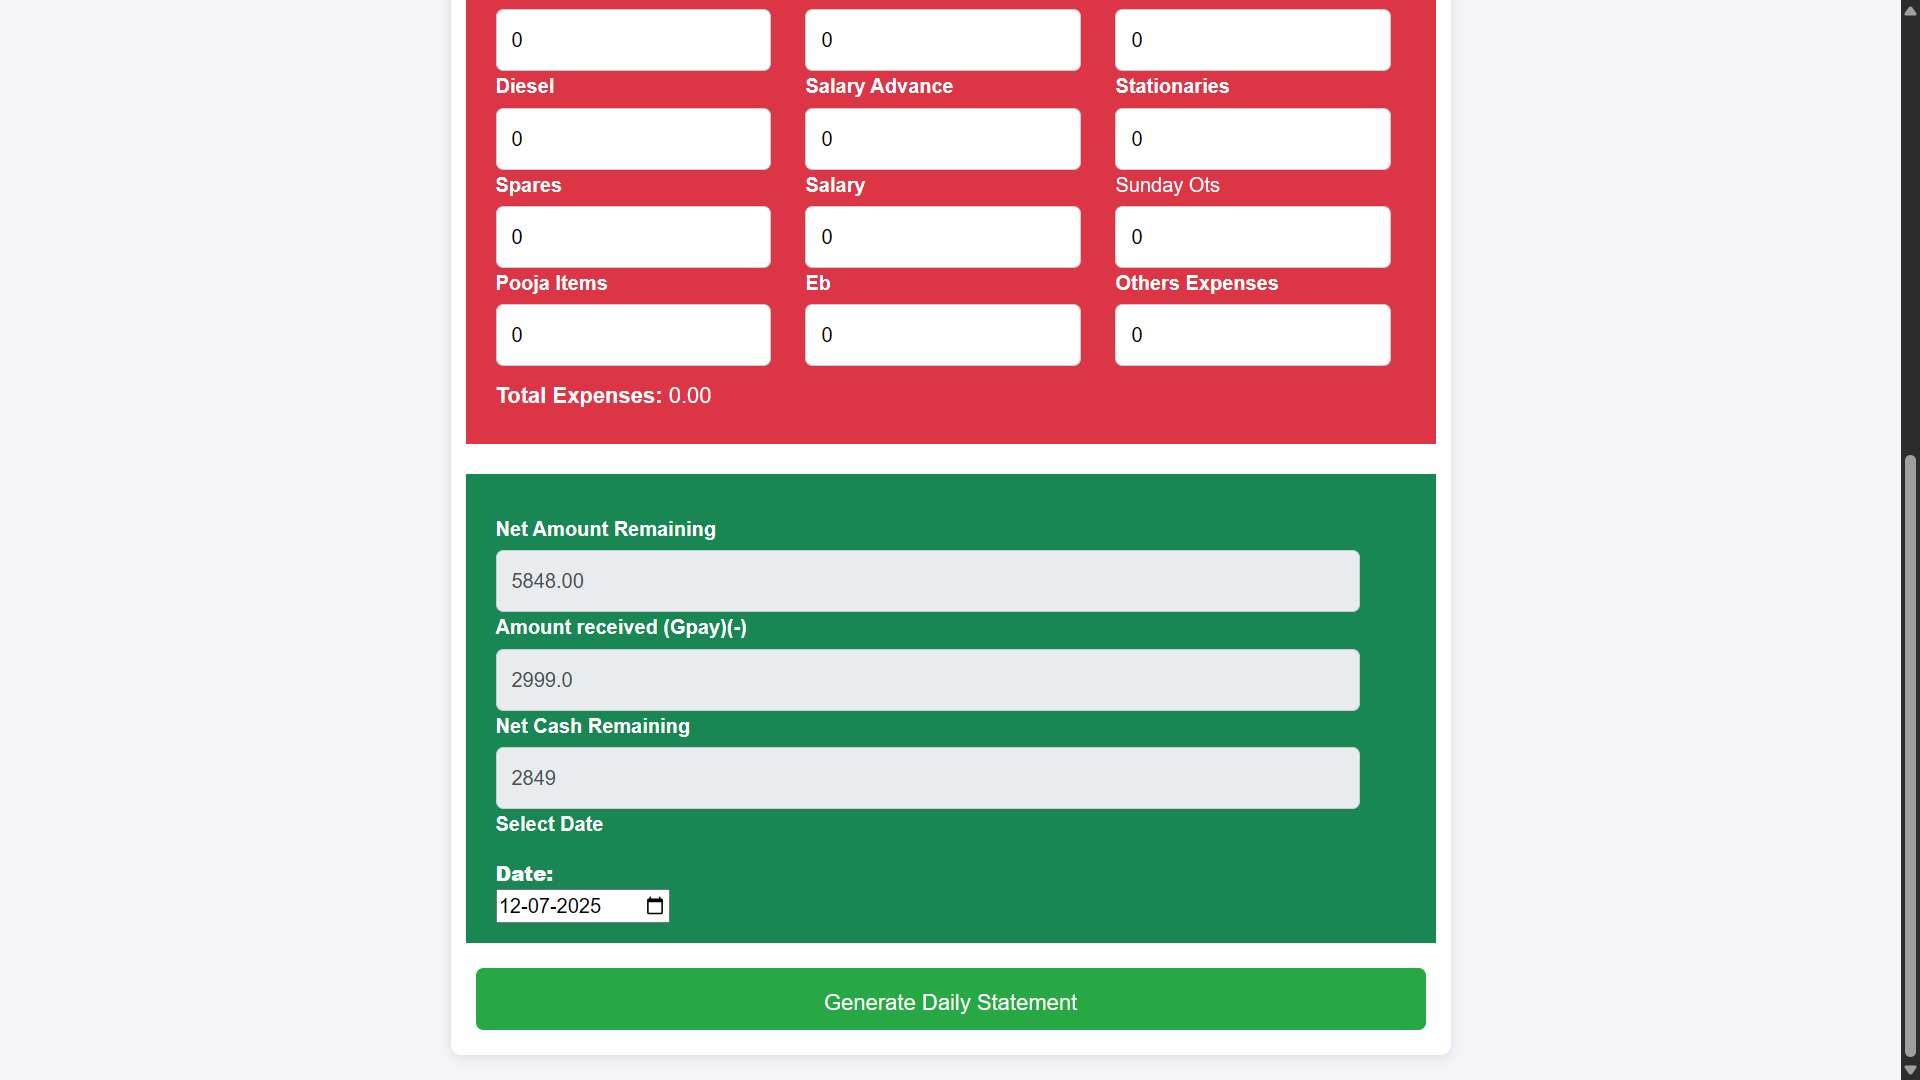 0 0 0
Diesel Salary Advance Stationaries
0 0 0
Spares Salary Sunday Ots
0 0 0
Pooja Items Eb Others Expenses
0 0 0
Total Expenses: 0.00
Net Amount Remaining
5848.00
Amount received (Gpay)(-)
2999.0
Net Cash Remaining
2849
Select Date
Date:
12-07-2025
Generate Daily Statement